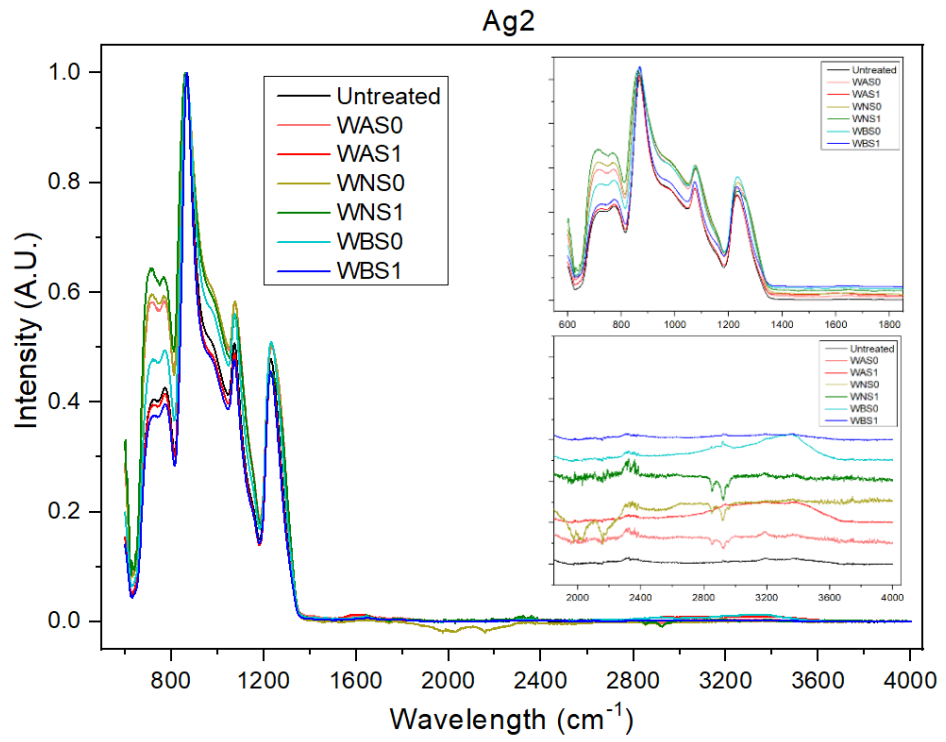 Ag2
Intensity (A.U.)
1.0
0.8
0.6
0.4
0.2
0.0
800
1200
1600
2000
2400
2800
3200
3600
4000
Wavelength (cm⁻¹)
Untreated
WAS0
WAS1
WNS0
WNS1
WBS0
WBS1
Untreated
WAS0
WAS1
WNS0
WNS1
WBS0
WBS1
600
800
1000
1200
1400
1600
1800
Untreated
WAS0
WAS1
WNS0
WNS1
WBS0
WBS1
2000
2400
2800
3200
3600
4000